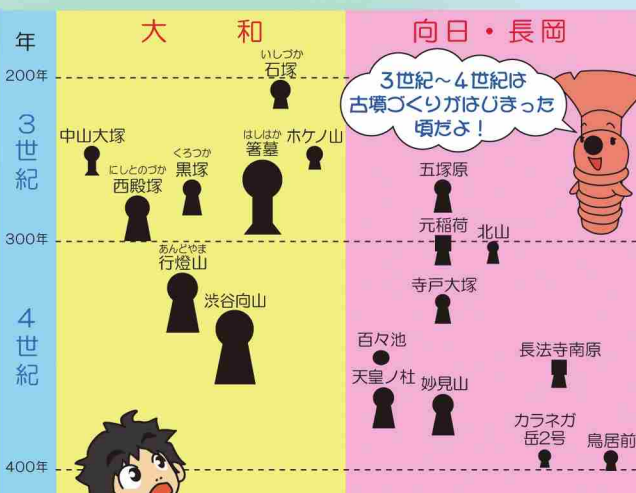 年
大和
向日・長岡
200年
3世紀
300年
4世紀
400年
いしづか
石塚
中山大塚
にしとのづか
西殿塚
くろつか
黒塚
はしはか
箸墓
ホケノ山
あんどやま
行燈山
渋谷向山
3世紀～4世紀は
古墳づくりがはじまった
頃だよ！
五塚原
元稲荷
北山
寺戸大塚
百々池
天皇ノ杜
妙見山
長法寺南原
カラネガ
岳2号
鳥居前